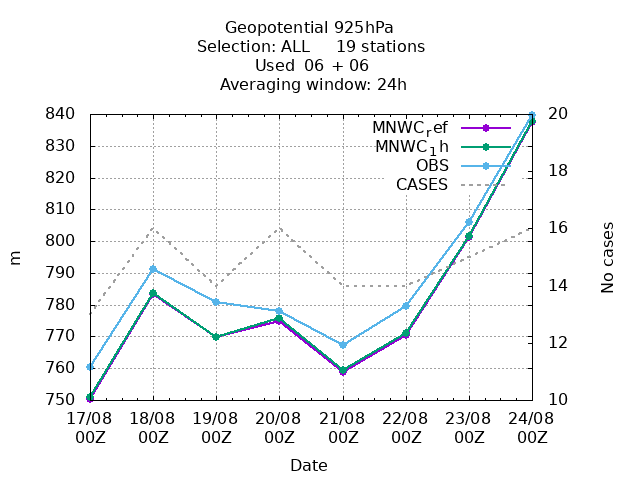 Geopotential 925hPa
Selection: ALL 19 stations
Used 06 + 06
Averaging window: 24h
840
830
820
810
800
790
780
770
760
750
m
20
18
16
14
12
10
No cases
MNWCref
MNWC1h
OBS
CASES
17/08 18/08 19/08 20/08 21/08 22/08 23/08 24/08
00Z 00Z 00Z 00Z 00Z 00Z 00Z 00Z
Date